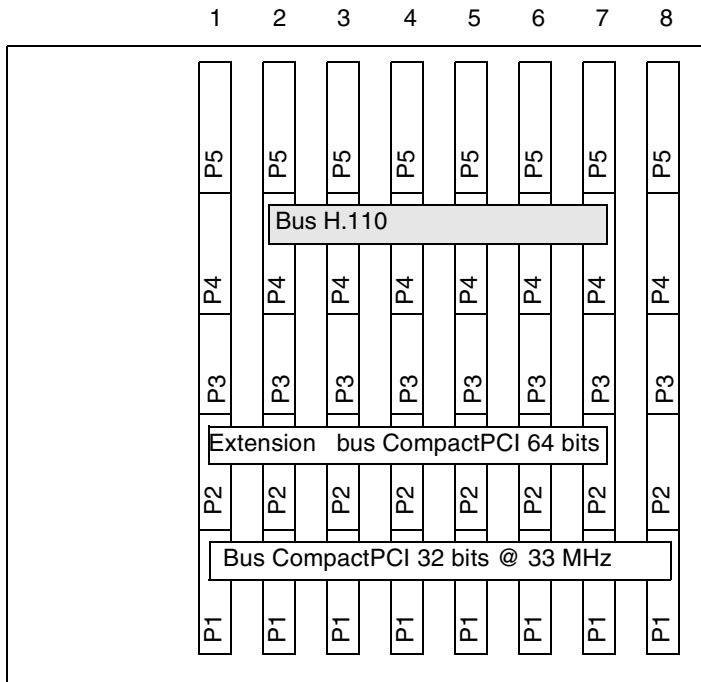 1 2 3 4 5 6 7 8
P5 P5 P5 P5 P5 P5 P5 P5
Bus H.110
P4 P4 P4 P4 P4 P4 P4 P4
P3 P3 P3 P3 P3 P3 P3 P3
Extension bus CompactPCI 64 bits
P2 P2 P2 P2 P2 P2 P2 P2
Bus CompactPCI 32 bits @ 33 MHz
P1 P1 P1 P1 P1 P1 P1 P1